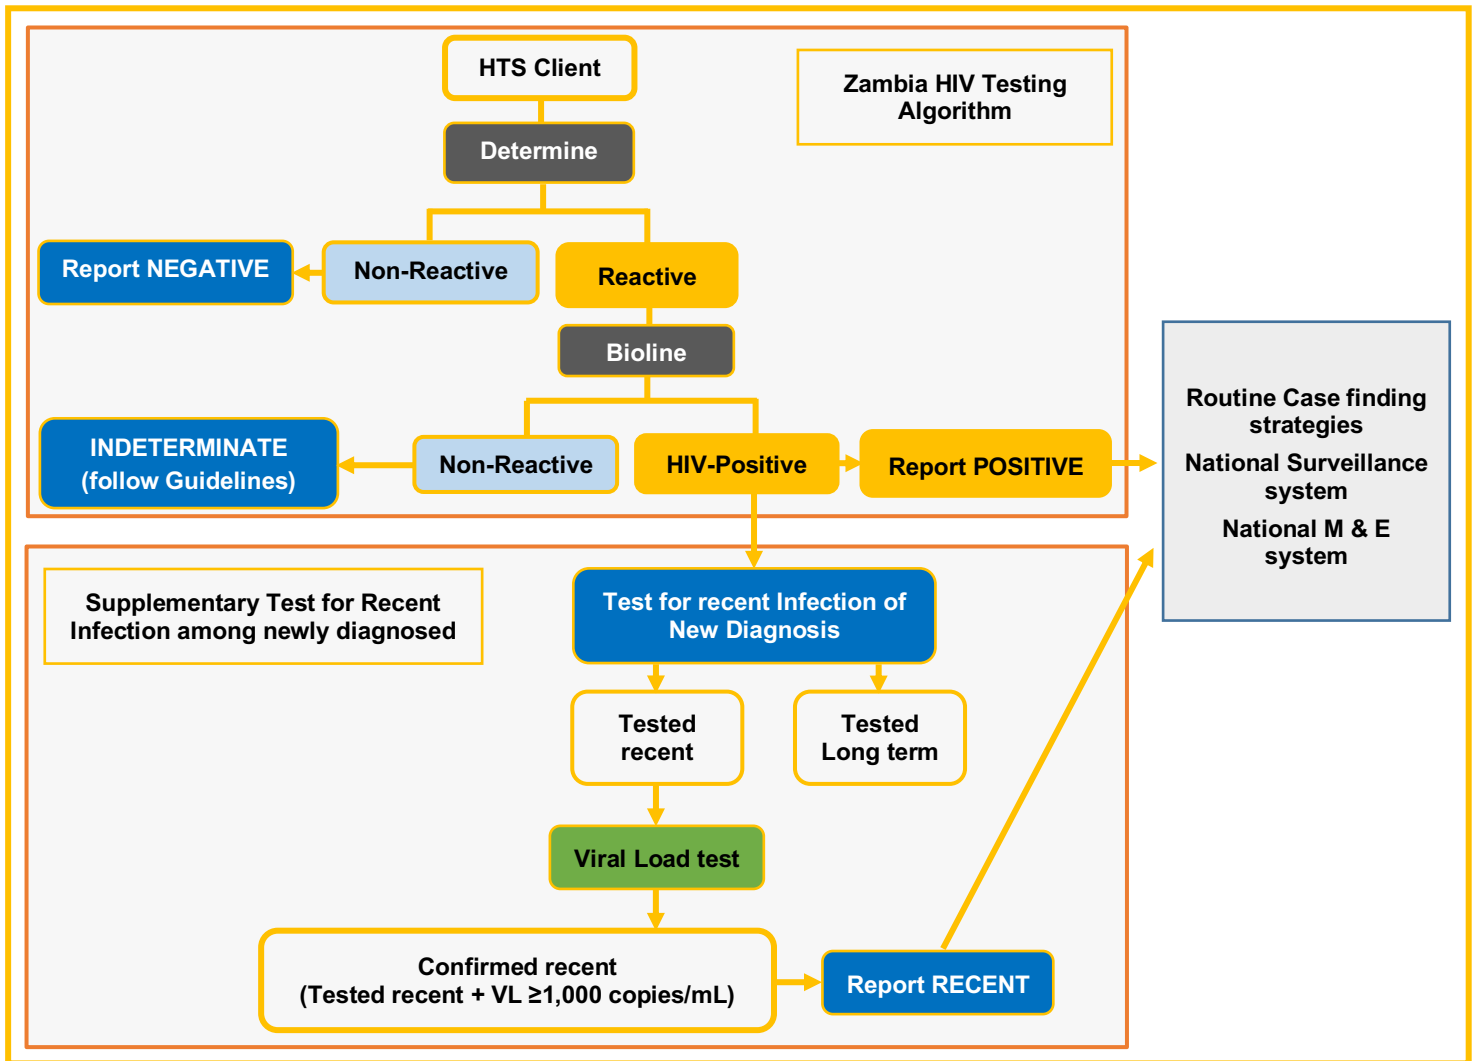 HTS Client
Zambia HIV Testing
Algorithm
Determine
Report NEGATIVE
Non-Reactive
Reactive
Bioline
INDETERMINATE
(follow Guidelines)
Non-Reactive
HIV-Positive
Report POSITIVE
Routine Case finding
strategies
National Surveillance
system
National M & E
system
Supplementary Test for Recent
Infection among newly diagnosed
Test for recent Infection of
New Diagnosis
Tested
recent
Tested
Long term
Viral Load test
Confirmed recent
(Tested recent + VL ≥1,000 copies/mL)
Report RECENT